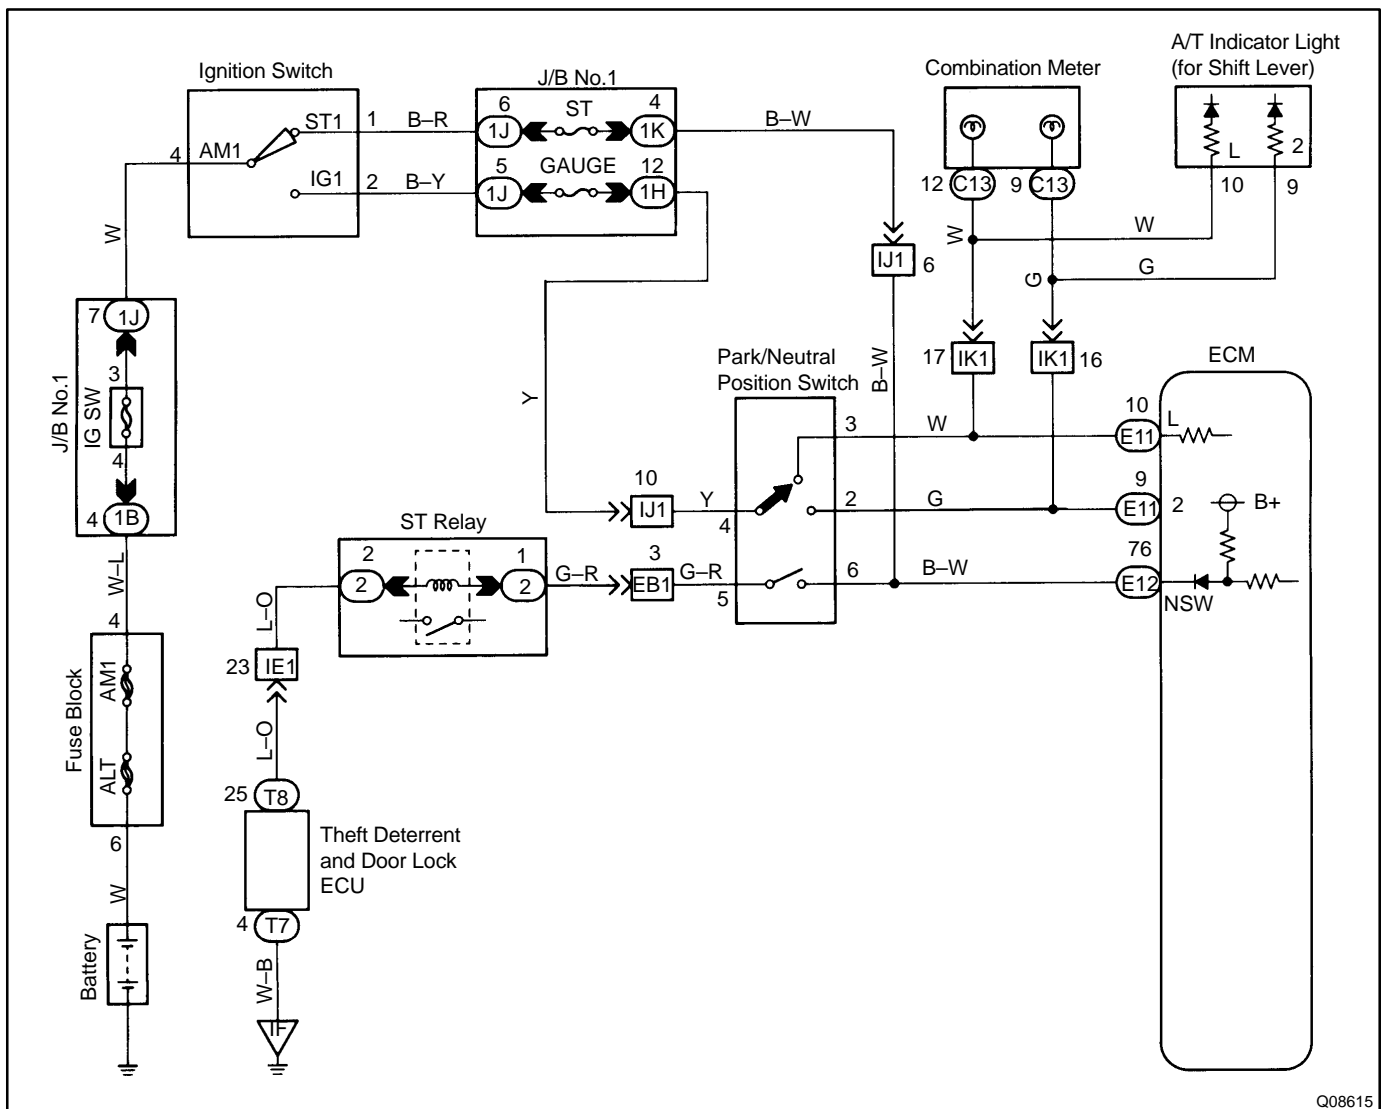 Ignition Switch
AM1
ST1
IG1
4
1
2
B–R
B–Y
J/B No.1
6
ST
4
1J
1K
5
GAUGE
12
1J
1H
B–W
Combination Meter
12
C13
9
C13
A/T Indicator Light
(for Shift Lever)
L
2
10
9
W
W
G
G
W
7
1J
3
IG SW
J/B No.1
4
4
1B
W–L
4
AM1
Fuse Block
ALT
6
W
Battery
Y
IJ1
6
B–W
17
IK1
IK1
16
Park/Neutral
Position Switch
3
W
10
IJ1
Y
4
2
G
3
G–R
EB1
G–R
5
6
B–W
ST Relay
2
1
2
2
L–O
23
IE1
L–O
25
T8
Theft Deterrent
and Door Lock
ECU
4
T7
W–B
IF
ECM
10
E11
L
9
E11
2
B+
76
E12
NSW
Q08615